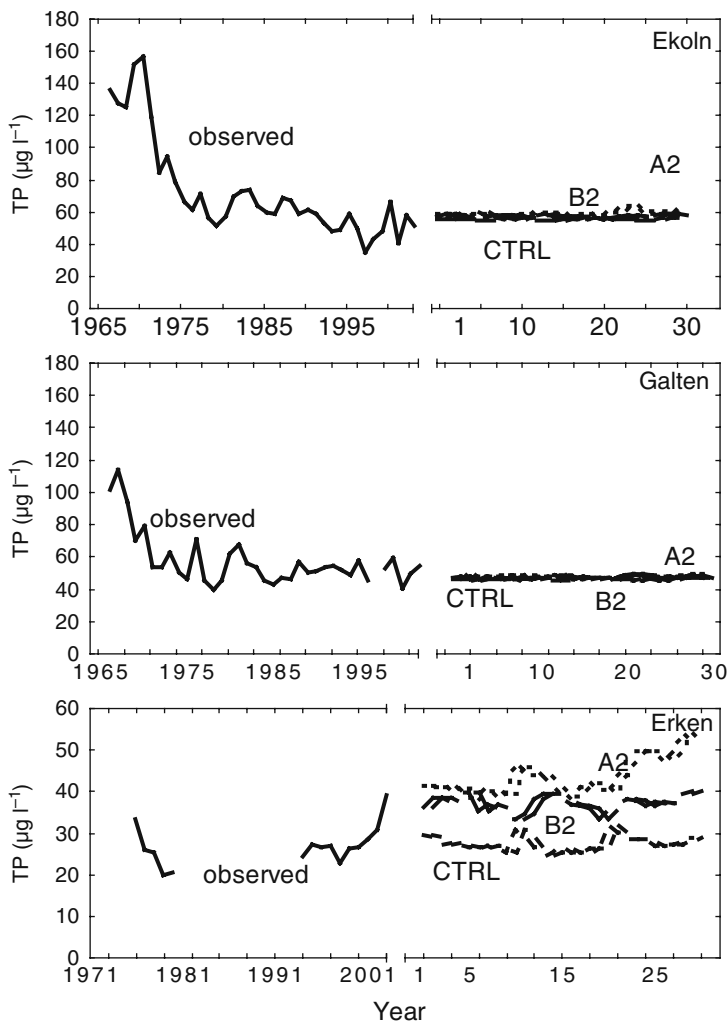 Ekoln
TP (µg l⁻¹)
180
160
140
120
100
80
60
40
20
0
observed
A2
B2
CTRL
1965 1975 1985 1995 1 10 20 30
Galten
TP (µg l⁻¹)
180
160
140
120
100
80
60
40
20
0
observed
A2
CTRL
B2
1965 1975 1985 1995 1 10 20 30
Erken
TP (µg l⁻¹)
60
50
40
30
20
10
0
A2
B2
observed
CTRL
1971 1981 1991 2001 1 5 15 25
Year